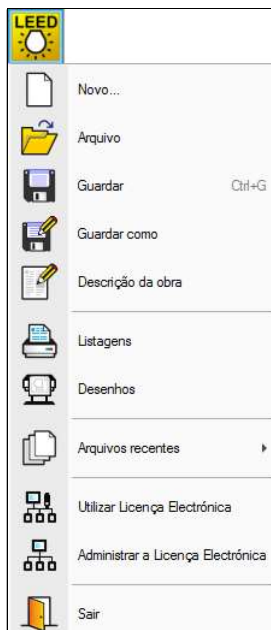 LEED
Novo...
Arquivo
Guardar Ctrl+G
Guardar como
Descrição da obra
Listagens
Desenhos
Arquivos recentes
Utilizar Licença Electrónica
Administrar a Licença Electrónica
Sair